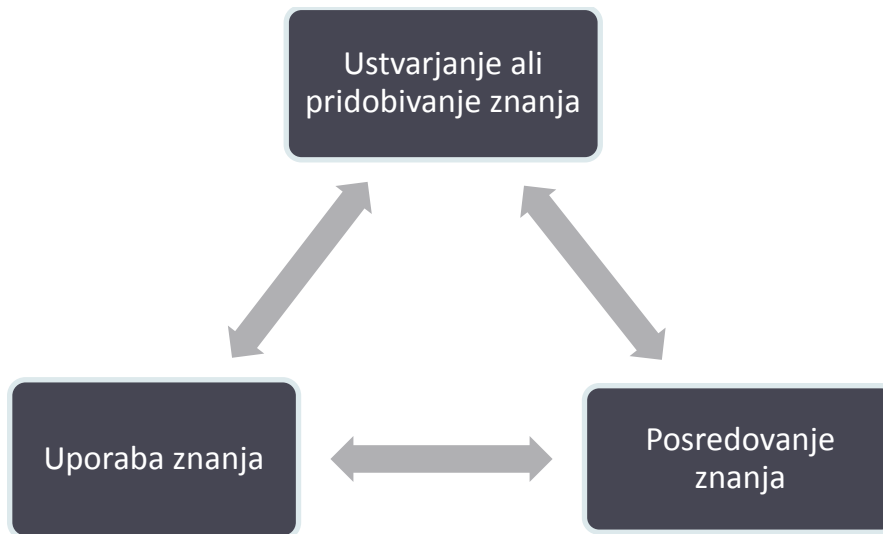 Ustvarjanje ali
pridobivanje znanja
Uporaba znanja
Posredovanje
znanja